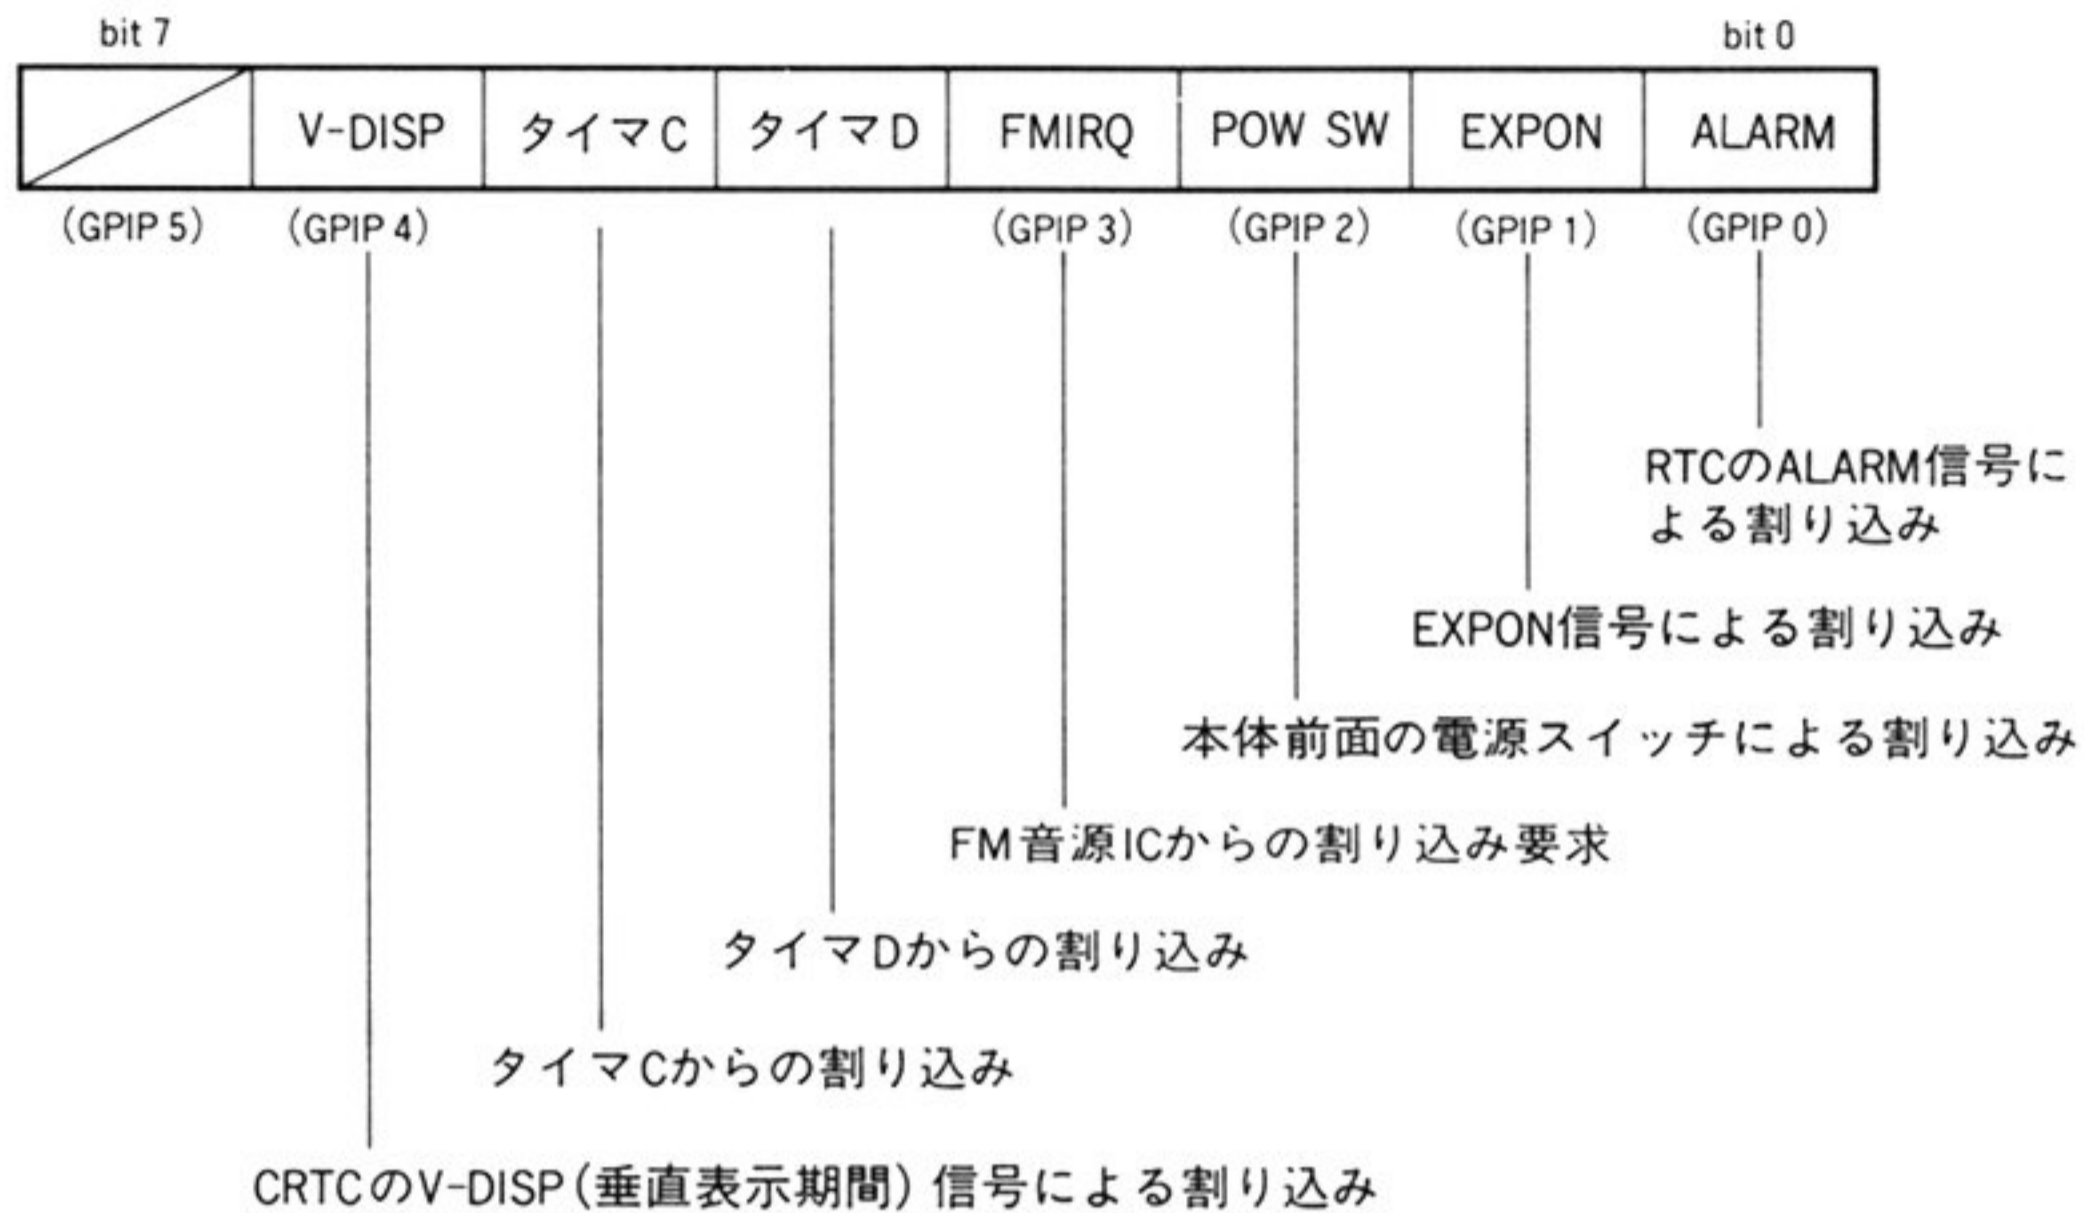 bit 7 bit 0
V-DISP タイマC タイマD FMIRQ POW SW EXPON ALARM
(GPIP 5) (GPIP 4) (GPIP 3) (GPIP 2) (GPIP 1) (GPIP 0)
RTCのALARM信号に
よる割り込み
EXPON信号による割り込み
本体前面の電源スイッチによる割り込み
FM音源ICからの割り込み要求
タイマDからの割り込み
タイマCからの割り込み
CRTCのV-DISP(垂直表示期間)信号による割り込み